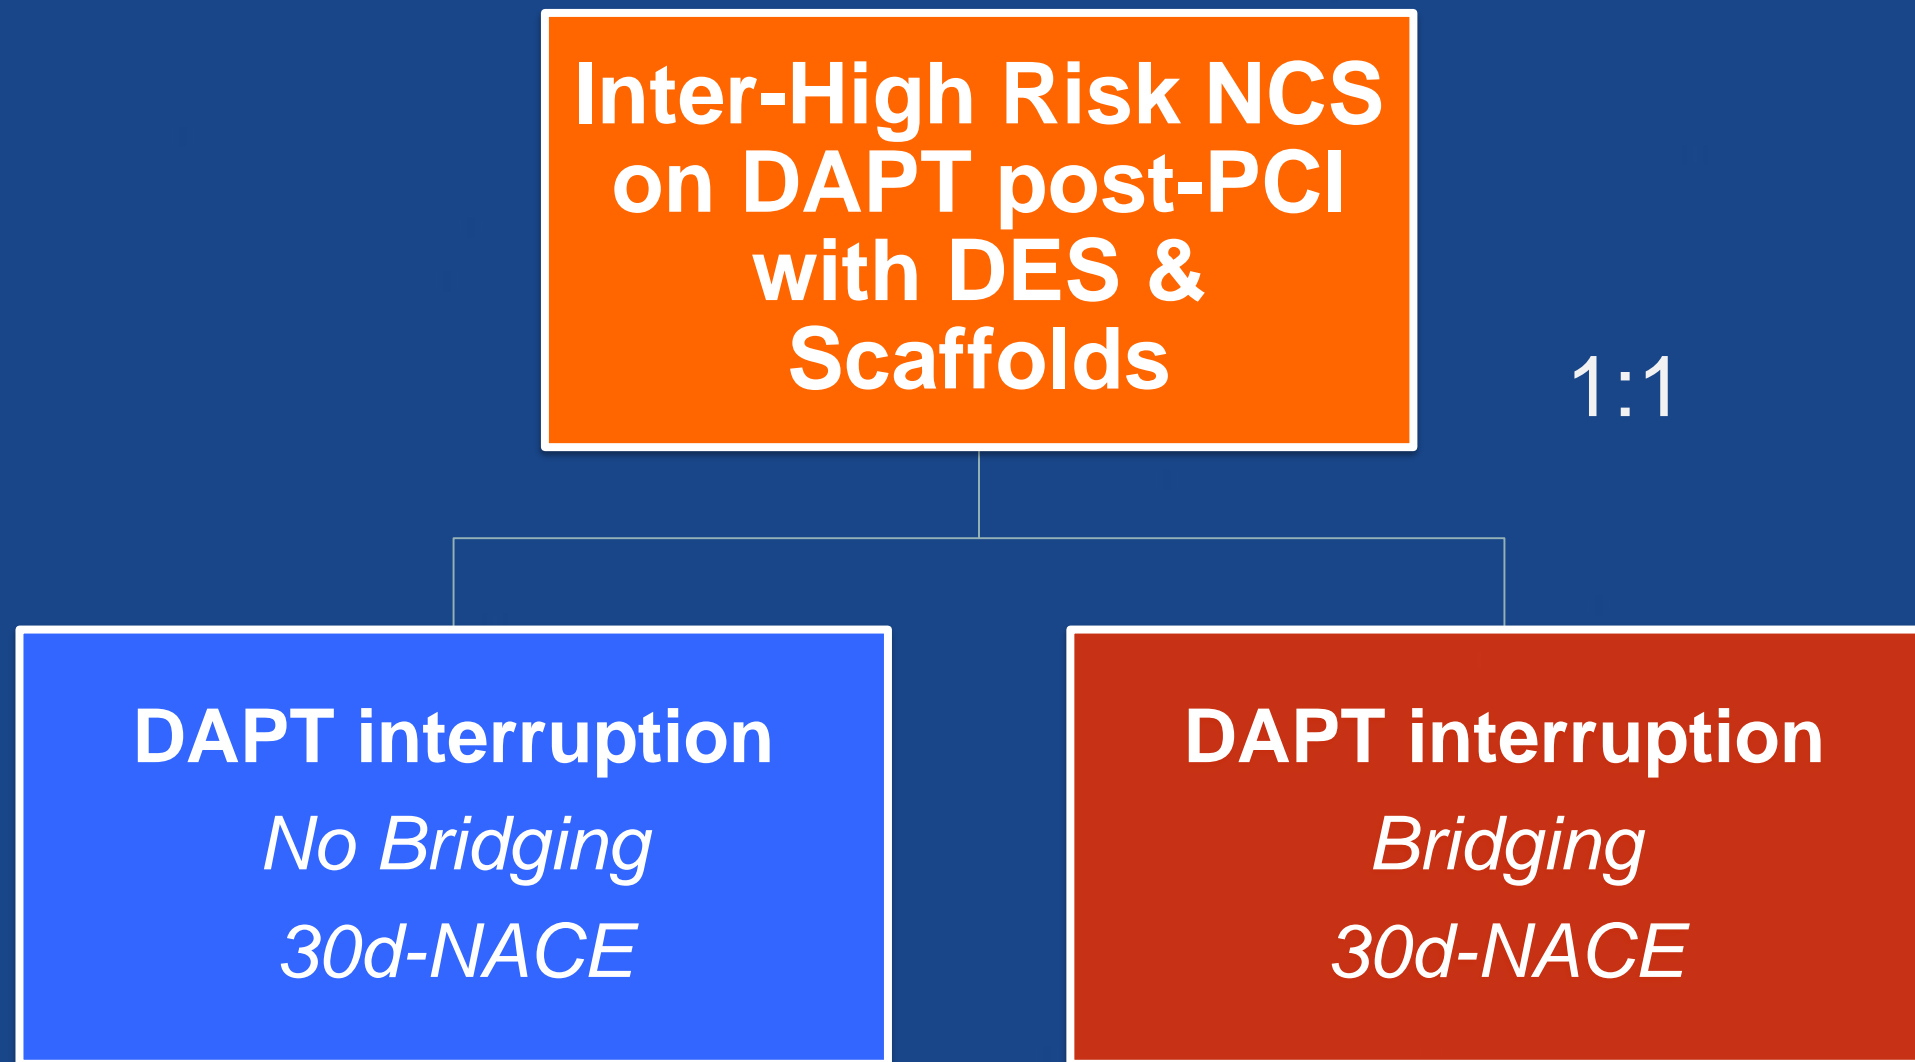 Inter-High Risk NCS
on DAPT post-PCI
with DES &
Scaffolds
1:1
DAPT interruption
No Bridging
30d-NACE
DAPT interruption
Bridging
30d-NACE